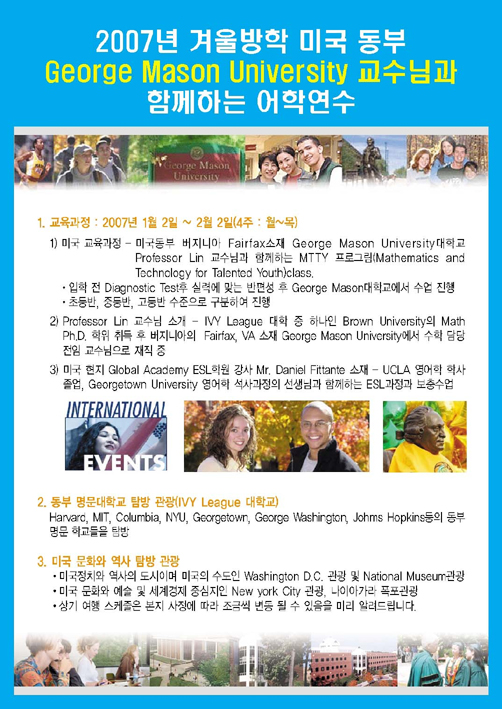 2007년 겨울방학 미국 동부
George Mason University 교수님과
함께하는 어학연수
George Mason
University
1. 교육과정 : 2007년 1월 2일 ~ 2월 2일(4주 : 월~목)
1) 미국 교육과정 - 미국동부 버지니아 Fairfax소재 George Mason University대학교
Professor Lin 교수님과 함께하는 MTTY 프로그램(Mathematics and
Technology for Talented Youth)class.
• 입학 전 Diagnostic Test후 실력에 맞는 반편성 후 George Mason대학교에서 수업 진행
• 초등반, 중등반, 고등반 수준으로 구분하여 진행
2) Professor Lin 교수님 소개 - IVY League 대학 중 하나인 Brown University의 Math
Ph,D. 학위 취득 후 버지니아의 Fairfax, VA 소재 George Mason University에서 수학 담당
전임 교수님으로 재직 중
3) 미국 현지 Global Academy ESL학원 강사 Mr. Daniel Fittante 소재 - UCLA 영어학 학사
졸업, Georgetown University 영어학 석사과정의 선생님과 함께하는 ESL과정과 보충수업
INTERNATIONAL
EVENTS
2. 동부 명문대학교 탐방 관광(IVY League 대학교)
Harvard, MIT, Columbia, NYU, Georgetown, George Washington, Johms Hopkins등의 동부
명문 학교들을 탐방
3. 미국 문화와 역사 탐방 관광
• 미국정치와 역사의 도시이며 미국의 수도인 Washington D.C. 관광 및 National Museum관광
• 미국 문화와 예술 및 세계경제 중심지인 New york City 관광, 나이아가라 폭포관광
• 상기 여행 스케줄은 본지 사정에 따라 조금씩 변동 될 수 있음을 미리 알려드립니다.